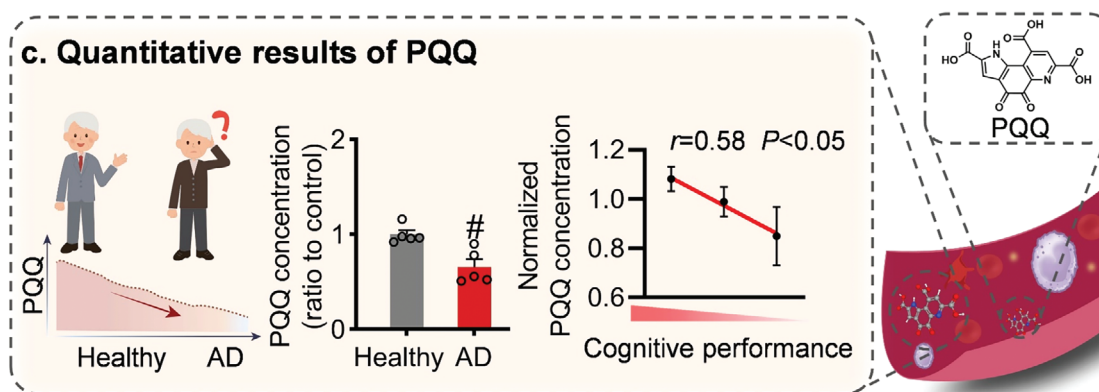 c. Quantitative results of PQQ
PQQ
Healthy AD
?
PQQ concentration
(ratio to control)
2
1
0
#
Healthy AD
Normalized
PQQ concentration
r=0.58 P<0.05
1.2
1.0
0.8
0.6
Cognitive performance
O
OH
H
N
O
HO
O
OH
N
O
O
PQQ